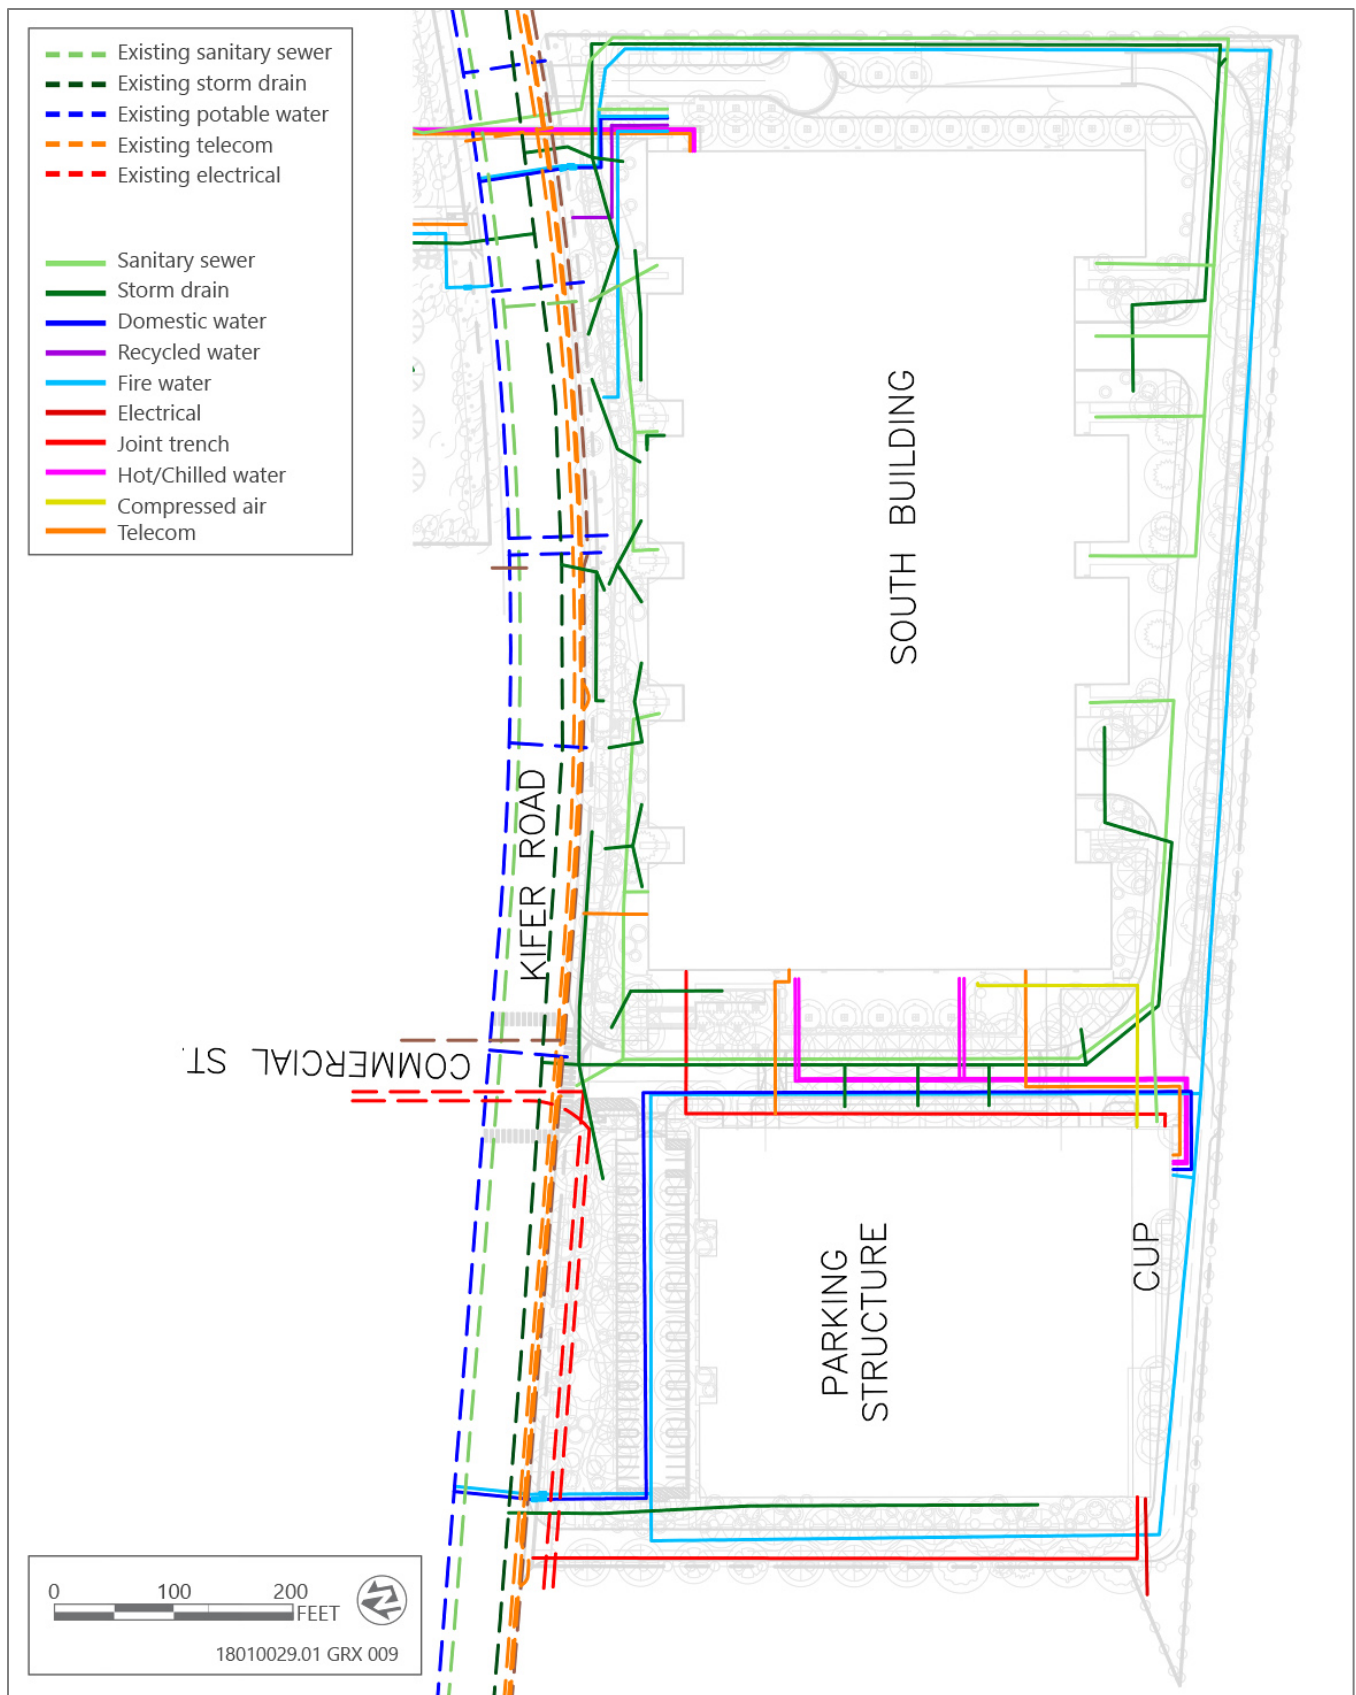 Existing sanitary sewer
Existing storm drain
Existing potable water
Existing telecom
Existing electrical
Sanitary sewer
Storm drain
Domestic water
Recycled water
Fire water
Electrical
Joint trench
Hot/Chilled water
Compressed air
Telecom
SOUTH BUILDING
KIFER ROAD
COMMERCIAL ST.
PARKING
STRUCTURE
CUP
0 100 200
FEET
18010029.01 GRX 009